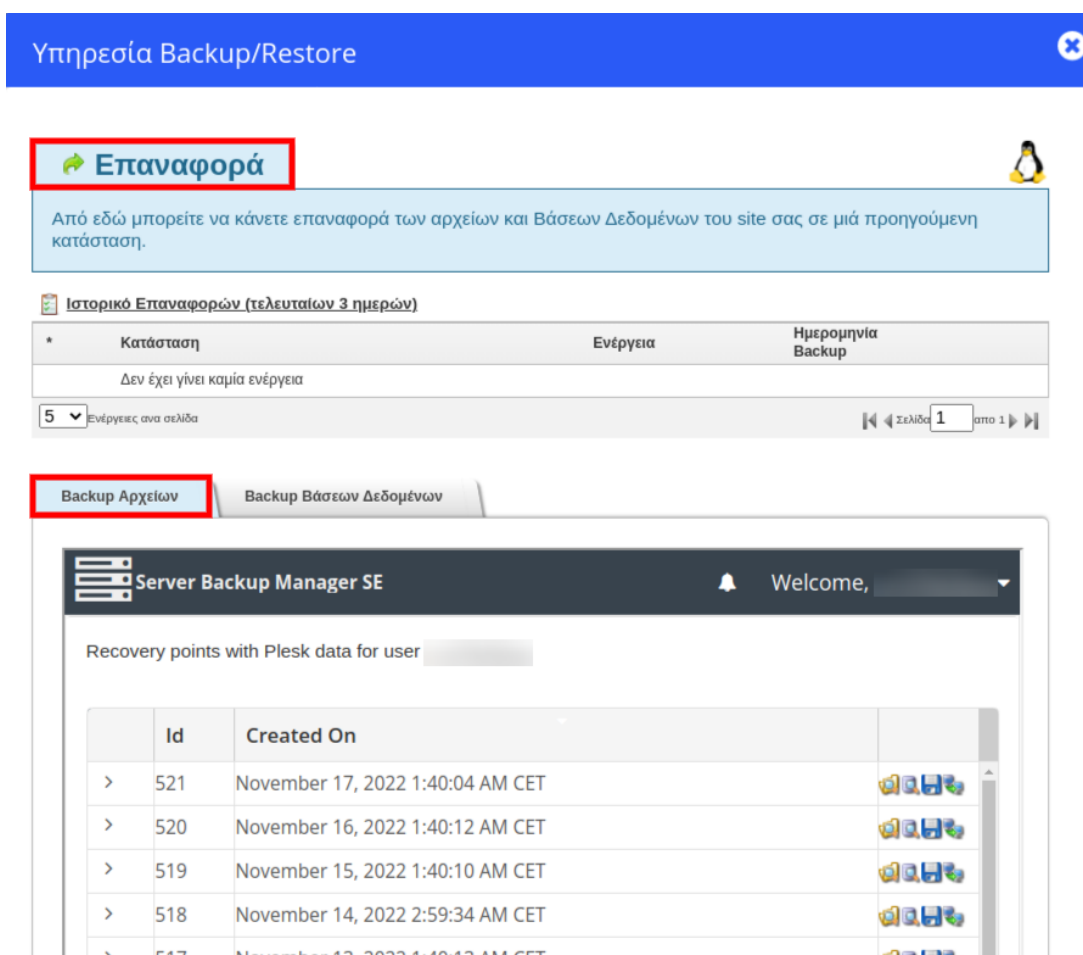 Υπηρεσία Backup/Restore
Επαναφορά
Από εδώ μπορείτε να κάνετε επαναφορά των αρχείων και Βάσεων Δεδομένων του site σας σε μιά προηγούμενη
κατάσταση.
Ιστορικό Επαναφορών (τελευταίων 3 ημερών)
* Κατάσταση Ενέργεια Ημερομηνία
Backup
Δεν έχει γίνει καμία ενέργεια
5 Ενέργειες ανα σελίδα Σελίδα 1 απο 1
Backup Αρχείων Backup Βάσεων Δεδομένων
Server Backup Manager SE Welcome,
Recovery points with Plesk data for user
Id Created On
521 November 17, 2022 1:40:04 AM CET
520 November 16, 2022 1:40:12 AM CET
519 November 15, 2022 1:40:10 AM CET
518 November 14, 2022 2:59:34 AM CET